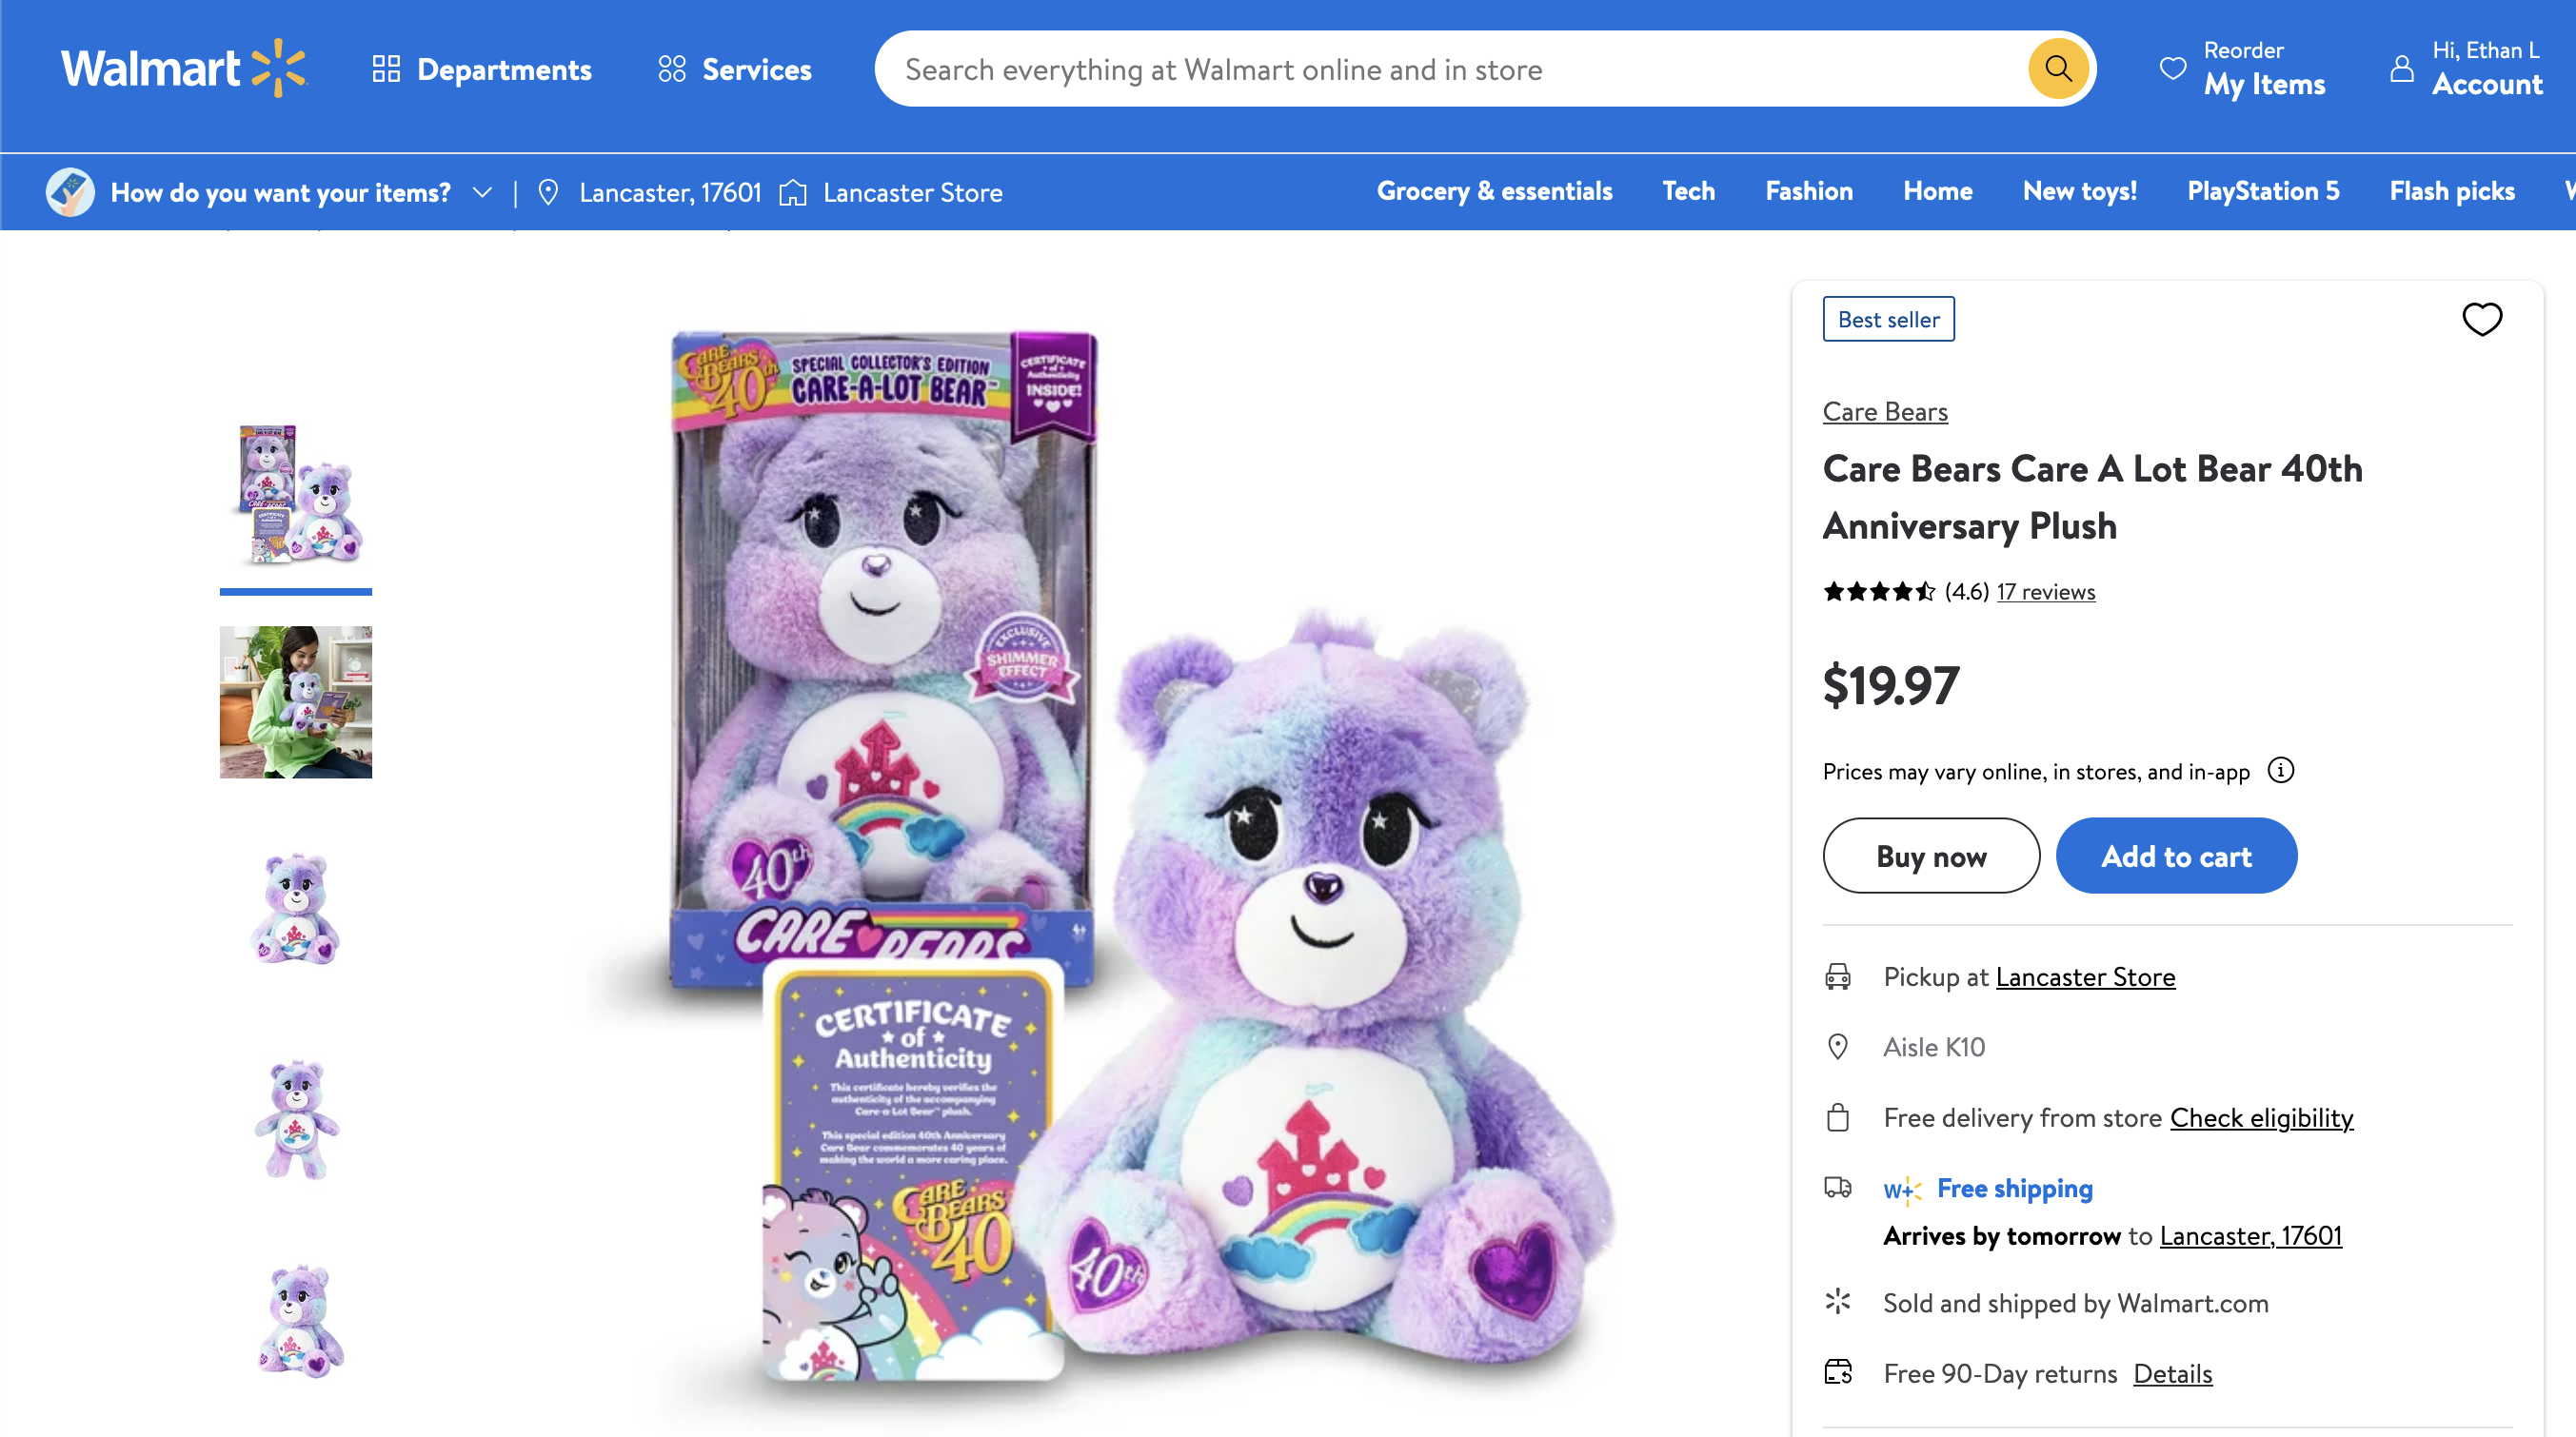 Walmart
Departments
Services
Search everything at Walmart online and in store
Reorder
My Items
Hi, Ethan L
Account
How do you want your items?
Lancaster, 17601
Lancaster Store
Grocery & essentials
Tech
Fashion
Home
New toys!
PlayStation 5
Flash picks
CARE BEARS 40th
SPECIAL COLLECTOR'S EDITION
CARE-A-LOT BEAR™
CERTIFICATE
of
Authenticity
INSIDE!
EXCLUSIVE
SHIMMER
EFFECT
40th
CARE BEARS
4+
CERTIFICATE
of
Authenticity
This certificate hereby verifies the
authenticity of the accompanying
Care-a-Lot Bear™ plush.
This special edition 40th Anniversary
Care Bear commemorates 40 years of
making the world a more caring place.
CARE
BEARS
40
40th
Best seller
Care Bears
Care Bears Care A Lot Bear 40th
Anniversary Plush
(4.6) 17 reviews
$19.97
Prices may vary online, in stores, and in-app
Buy now
Add to cart
Pickup at Lancaster Store
Aisle K10
Free delivery from store Check eligibility
W+ Free shipping
Arrives by tomorrow to Lancaster, 17601
Sold and shipped by Walmart.com
Free 90-Day returns Details